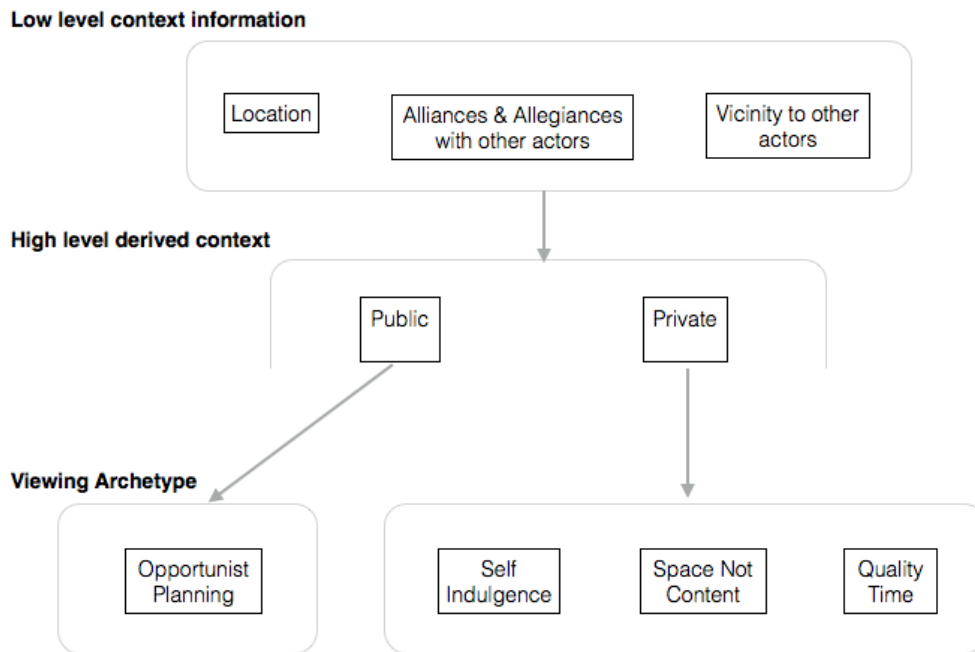 Low level context information
Location
Alliances & Allegiances
with other actors
Vicinity to other
actors
High level derived context
Public
Private
Viewing Archetype
Opportunist
Planning
Self
Indulgence
Space Not
Content
Quality
Time